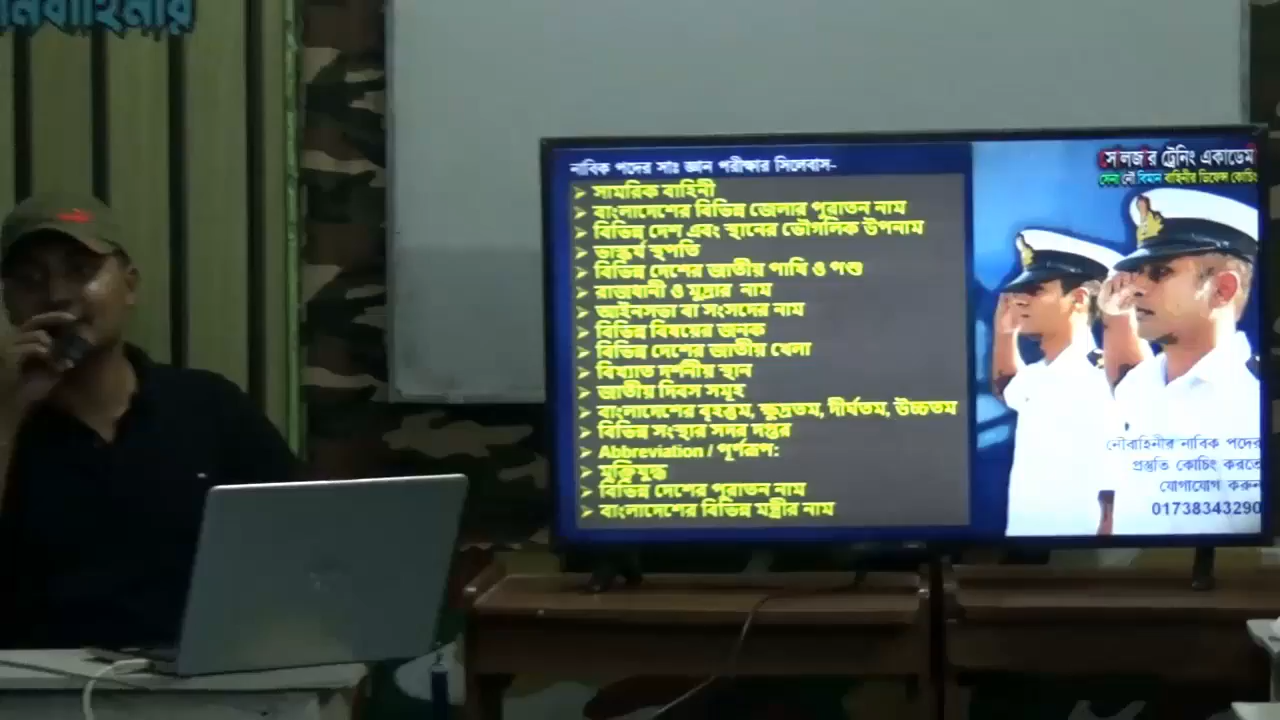 নাবিক পদের সাঃ জ্ঞান পরীক্ষার সিলেবাস-
➢ সামরিক বাহিনী
➢ বাংলাদেশের বিভিন্ন জেলার পুরাতন নাম
➢ বিভিন্ন দেশ এবং স্থানের ভৌগলিক উপনাম
➢ ভাস্কর্য স্থপতি
➢ বিভিন্ন দেশের জাতীয় পাখি ও পশু
➢ রাজধানী ও মুদ্রার নাম
➢ আইনসভা বা সংসদের নাম
➢ বিভিন্ন বিষয়ের জনক
➢ বিভিন্ন দেশের জাতীয় খেলা
➢ বিখ্যাত দর্শনীয় স্থান
➢ জাতীয় দিবস সমূহ
➢ বাংলাদেশের বৃহত্তম, ক্ষুদ্রতম, দীর্ঘতম, উচ্চতম
➢ বিভিন্ন সংস্থার সদর দপ্তর
➢ Abbreviation / পূর্ণরূপ:
➢ মুক্তিযুদ্ধ
➢ বিভিন্ন দেশের পুরাতন নাম
➢ বাংলাদেশের বিভিন্ন মন্ত্রীর নাম
সোলজার ট্রেনিং একাডেমী
সেনা নৌ বিমান বাহিনীর ডিফেন্স কোচিং
নৌবাহিনীর নাবিক পদের
প্রস্তুতি কোচিং করতে
যোগাযোগ করুন
01738343290